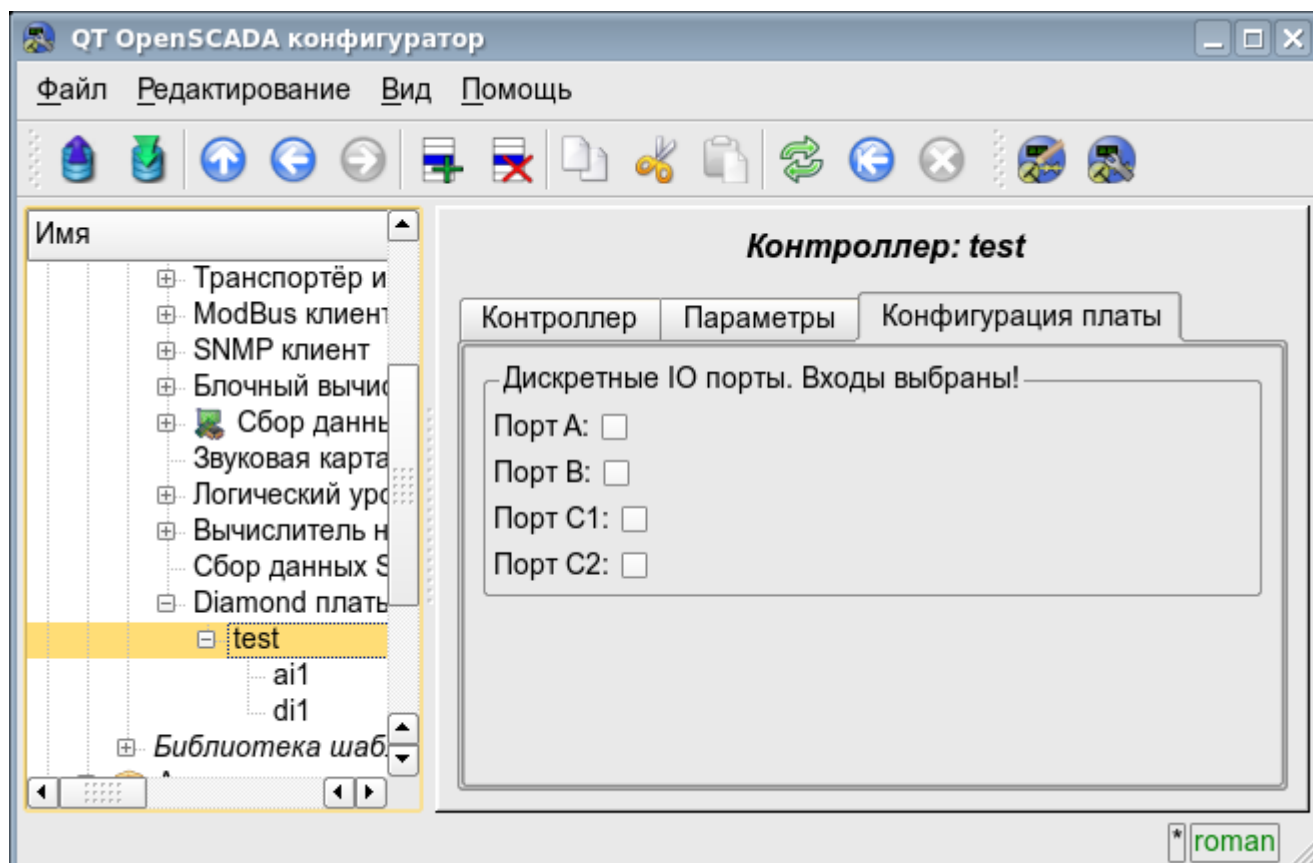 QT OpenSCADA конфигуратор
Файл Редактирование Вид Помощь
Имя
Транспортёр и
ModBus клиент
SNMP клиент
Блочный вычис
Сбор данны
Звуковая карта
Логический уро
Вычислитель н
Сбор данных S
Diamond платы
test
ai1
di1
Библиотека шаб
Контроллер: test
Контроллер Параметры Конфигурация платы
Дискретные IO порты. Входы выбраны!
Порт A:
Порт B:
Порт C1:
Порт C2:
* roman